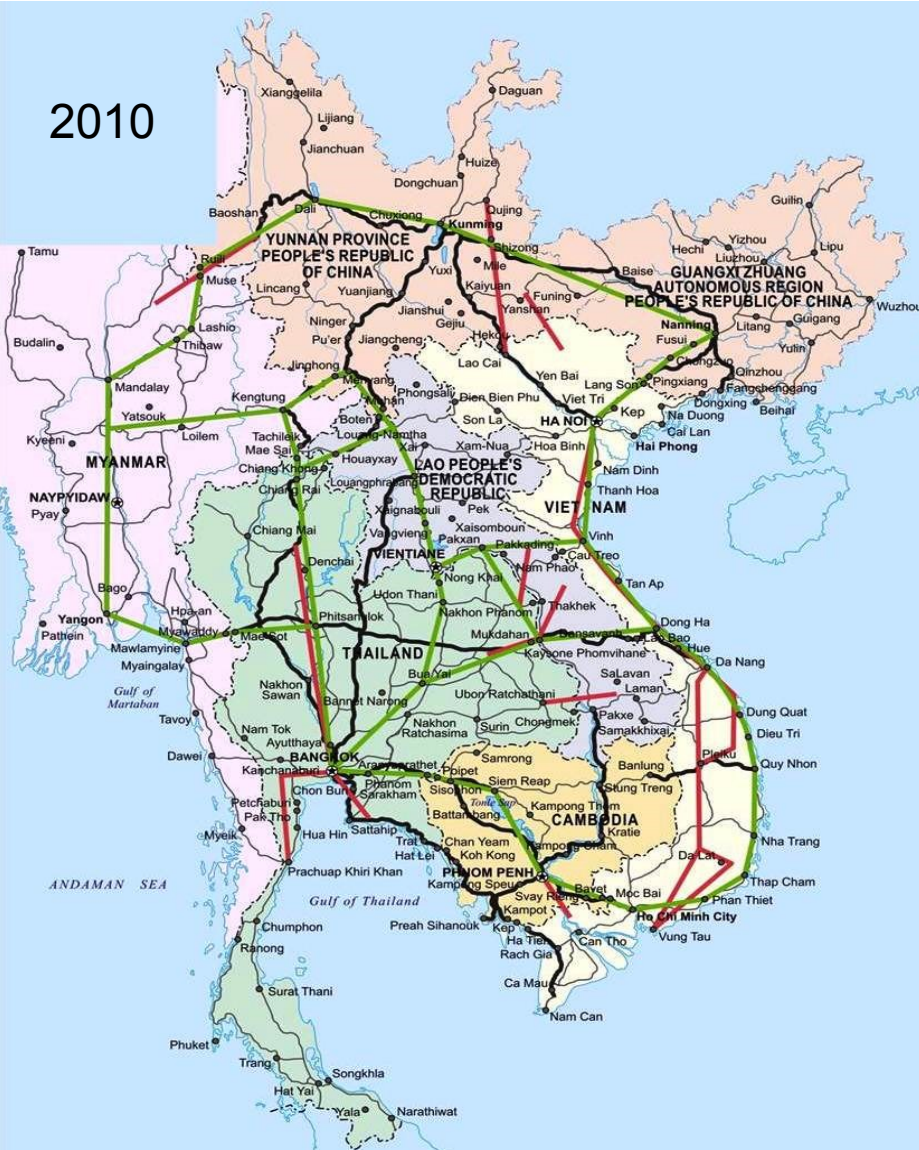 2010
Xianggelila
Daguan
Lijiang
Jianchuan
Huize
Dongchuan
Guilin
Baoshan
Dali
Chuxiong
Qujing
Kunming
Shizong
Hechi
Yizhou
Liuzhou
Lipu
Tamu
YUNNAN PROVINCE
PEOPLE'S REPUBLIC
OF CHINA
Ruili
Muse
Yuxi
Mile
Baise
GUANGXI ZHUANG
AUTONOMOUS REGION
PEOPLE'S REPUBLIC OF CHINA
Lincang
Yuanjiang
Kaiyuan
Funing
Yanshan
Wuzho
Jianshui
Gejiu
Ninger
Pu'er
Nanning
Litang
Guigang
Lashio
Thibaw
Budalin
Jiangcheng
Hekou
Fusui
Yulin
Jinghong
Menyang
Lao Cai
Chongzuo
Qinzhou
Mandalay
Kengtung
Mohan
Phongsaly
Yen Bai
Lang Son
Pingxiang
Fangchenggang
Dien Bien Phu
Viet Tri
Dongxing
Beihai
Yatsouk
Boten
Son La
HA NOI
Kep
Na Duong
Cai Lan
Kyeeni
Loilem
Tachileik
Mae Sai
Louang-Namtha
Xai
Xam-Nua
Hoa Binh
Hai Phong
MYANMAR
Chiang Khong
Houayxay
LAO PEOPLE'S
DEMOCRATIC
REPUBLIC
Nam Dinh
NAYPYIDAW
Chiang Rai
Louangphrabang
Thanh Hoa
Pyay
Xaignabouli
Pek
VIET NAM
Chiang Mai
Vangvieng
Xaisomboun
Pakxan
Pakkading
Vinh
Denchai
VIENTIANE
Cau Treo
Nam Phao
Nong Khai
Tan Ap
Bago
Udon Thani
Yangon
Hpa-an
Phitsanulok
Nakhon Phanom
Thakhek
Pathein
Myawaddy
Mae Sot
Mukdahan
Densavanh
Dong Ha
Lao Bao
Mawlamyine
Myaingalay
THAILAND
Kaysone Phomvihane
Hue
Da Nang
Gulf of
Martaban
Nakhon
Sawan
Bua Yai
SaLavan
Laman
Tavoy
Bannet Narong
Ubon Ratchathani
Dung Quat
Nam Tok
Nakhon
Ratchasima
Surin
Chongmek
Pakxe
Samakkhixai
Dieu Tri
Ayutthaya
Dawei
BANGKOK
Samrong
Banlung
Pleiku
Quy Nhon
Kanchanaburi
Aranyaprathet
Poipet
Siem Reap
Stung Treng
Chon Buri
Phanom
Sarakham
Sisophon
Tonle Sap
Petchaburi
Pak Tho
Battambang
Kampong Thom
CAMBODIA
Myeik
Hua Hin
Sattahip
Kratie
Trat
Hat Lei
Chan Yeam
Koh Kong
Kampong Cham
Nha Trang
Da Lat
Prachuap Khiri Khan
PHNOM PENH
Kampong Speu
Thap Cham
ANDAMAN SEA
Svay Rieng
Bavet
Moc Bai
Phan Thiet
Gulf of Thailand
Kampot
Ho Chi Minh City
Preah Sihanouk
Kep
Vung Tau
Chumphon
Ha Tien
Can Tho
Ranong
Rach Gia
Ca Mau
Surat Thani
Nam Can
Phuket
Trang
Songkhla
Hat Yai
Yala
Narathiwat